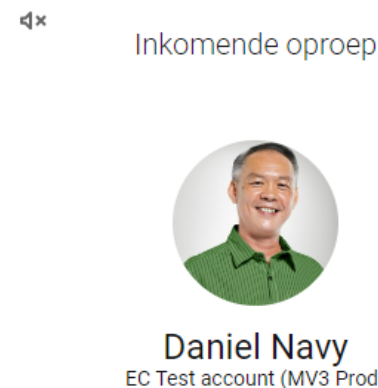 Inkomende oproep
Daniel Navy
EC Test account (MV3 Prod